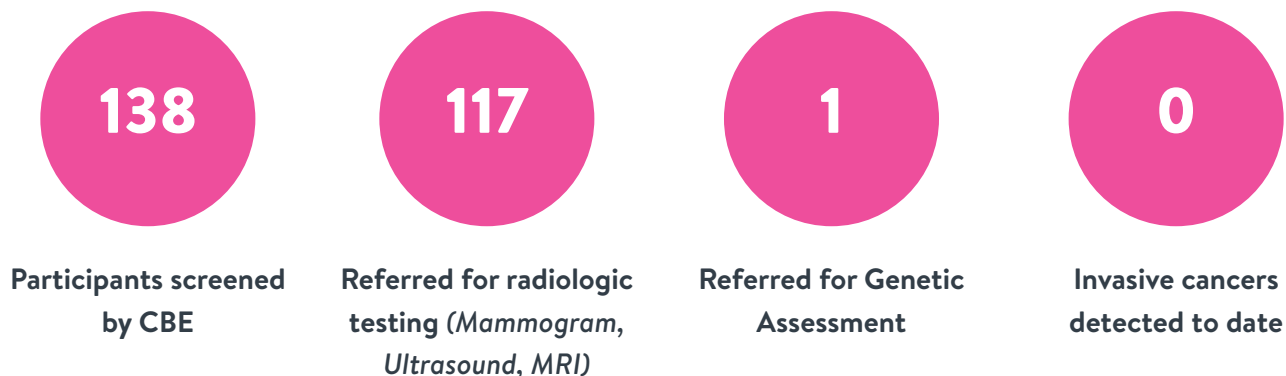 138
Participants screened
by CBE
117
Referred for radiologic
testing (Mammogram,
Ultrasound, MRI)
1
Referred for Genetic
Assessment
0
Invasive cancers
detected to date